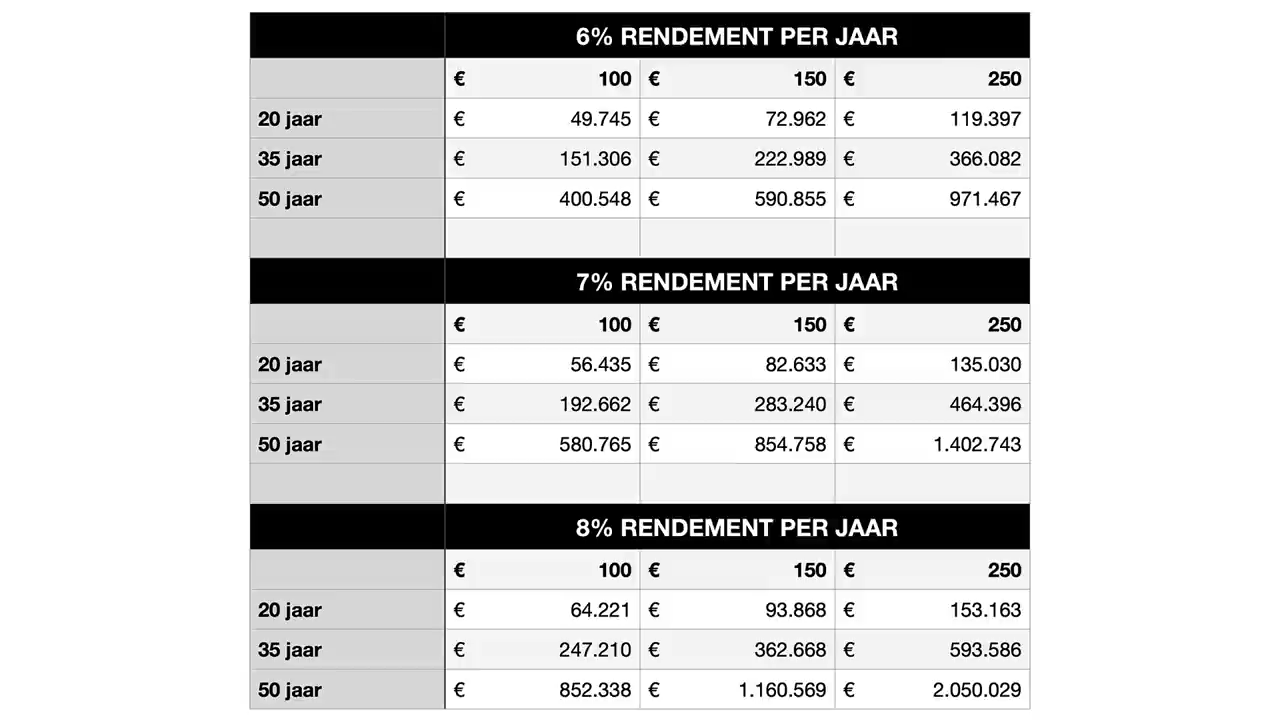 6% RENDEMENT PER JAAR
€ 100 € 150 € 250
20 jaar € 49.745 € 72.962 € 119.397
35 jaar € 151.306 € 222.989 € 366.082
50 jaar € 400.548 € 590.855 € 971.467
7% RENDEMENT PER JAAR
€ 100 € 150 € 250
20 jaar € 56.435 € 82.633 € 135.030
35 jaar € 192.662 € 283.240 € 464.396
50 jaar € 580.765 € 854.758 € 1.402.743
8% RENDEMENT PER JAAR
€ 100 € 150 € 250
20 jaar € 64.221 € 93.868 € 153.163
35 jaar € 247.210 € 362.668 € 593.586
50 jaar € 852.338 € 1.160.569 € 2.050.029